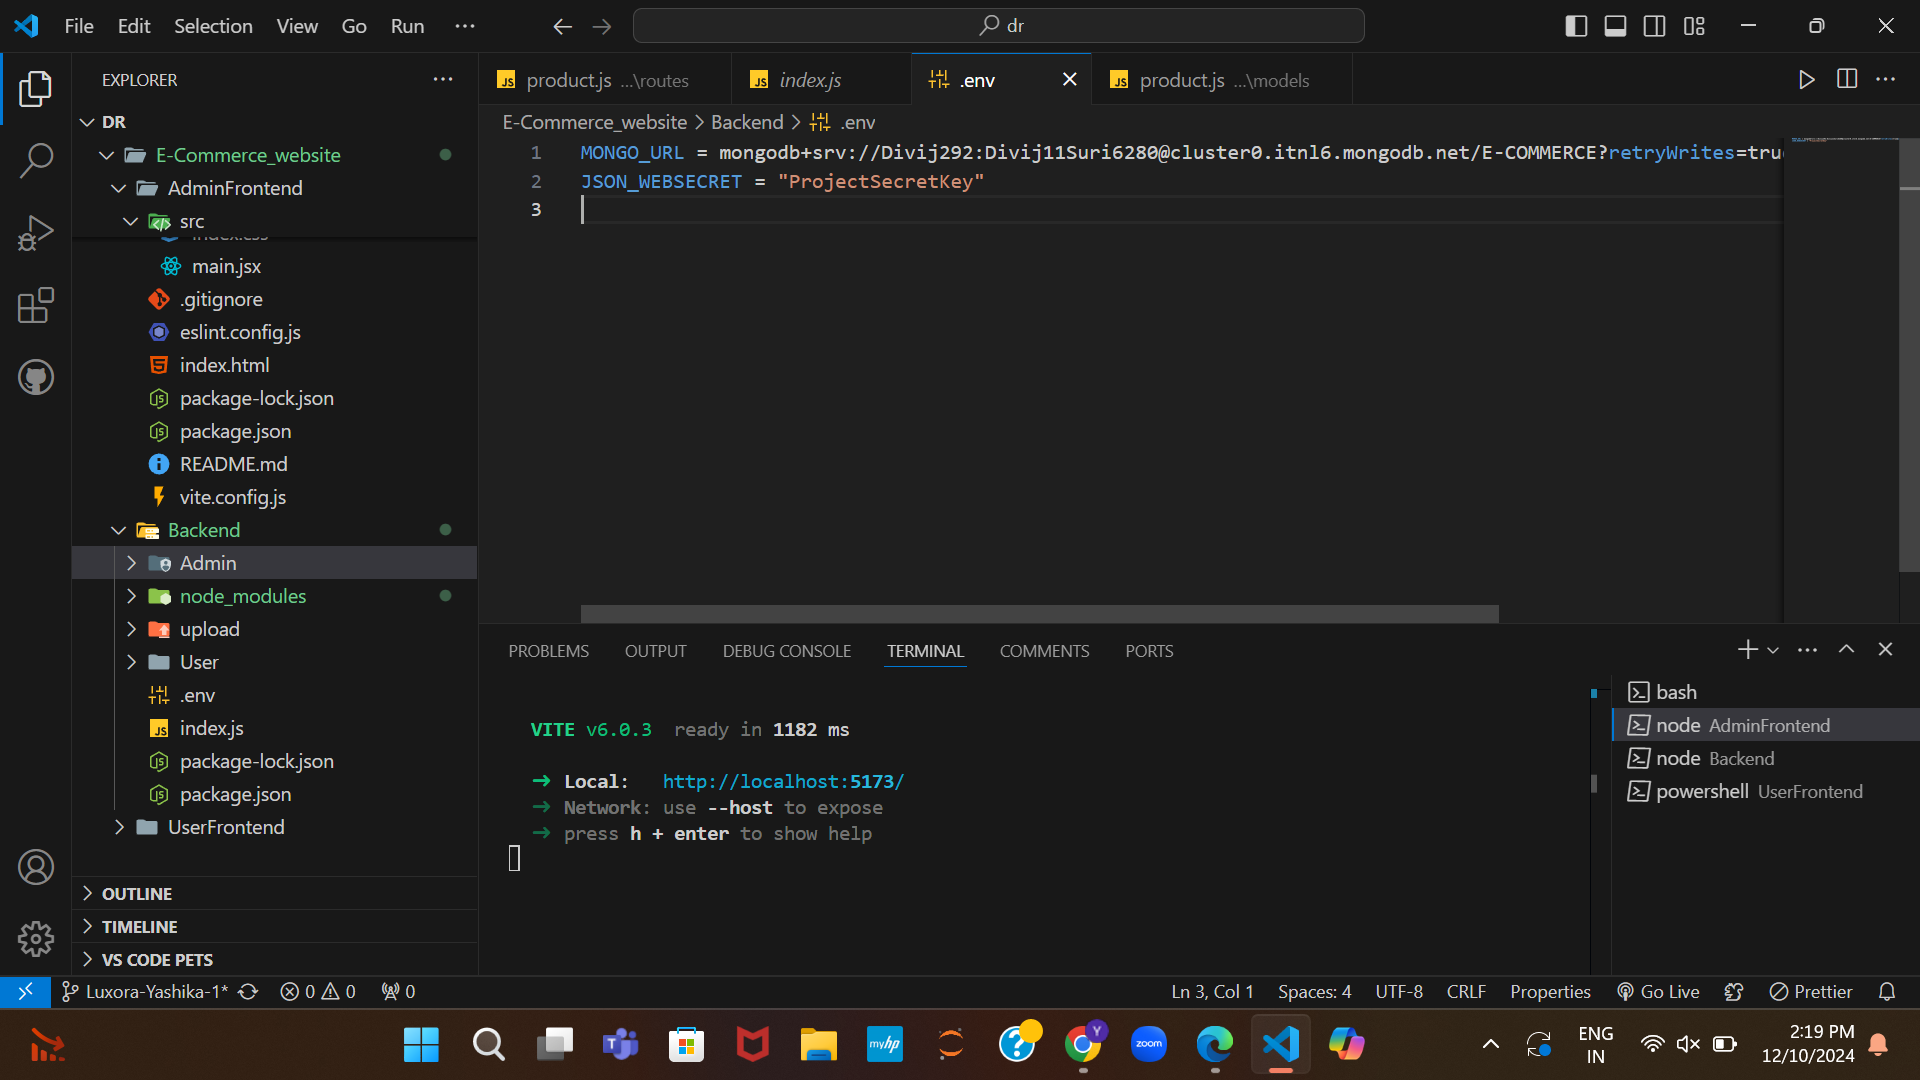 File Edit Selection View Go Run ... dr
EXPLORER ...
DR
E-Commerce_website
AdminFrontend
src
index.css
main.jsx
.gitignore
eslint.config.js
index.html
package-lock.json
package.json
README.md
vite.config.js
Backend
Admin
node_modules
upload
User
.env
index.js
package-lock.json
package.json
UserFrontend
OUTLINE
TIMELINE
VS CODE PETS
product.js ...\routes index.js .env product.js ...\models
E-Commerce_website > Backend > .env
1 MONGO_URL = mongodb+srv://Divij292:Divij11Suri6280@cluster0.itnl6.mongodb.net/E-COMMERCE?retryWrites=tru
2 JSON_WEBSECRET = "ProjectSecretKey"
3
PROBLEMS OUTPUT DEBUG CONSOLE TERMINAL COMMENTS PORTS
VITE v6.0.3 ready in 1182 ms
➜ Local: http://localhost:5173/
➜ Network: use --host to expose
➜ press h + enter to show help
bash
node AdminFrontend
node Backend
powershell UserFrontend
Luxora-Yashika-1* 0 0 0 Ln 3, Col 1 Spaces: 4 UTF-8 CRLF Properties Go Live Prettier
myhp zoom Y ? T JS
ENG
IN
2:19 PM
12/10/2024